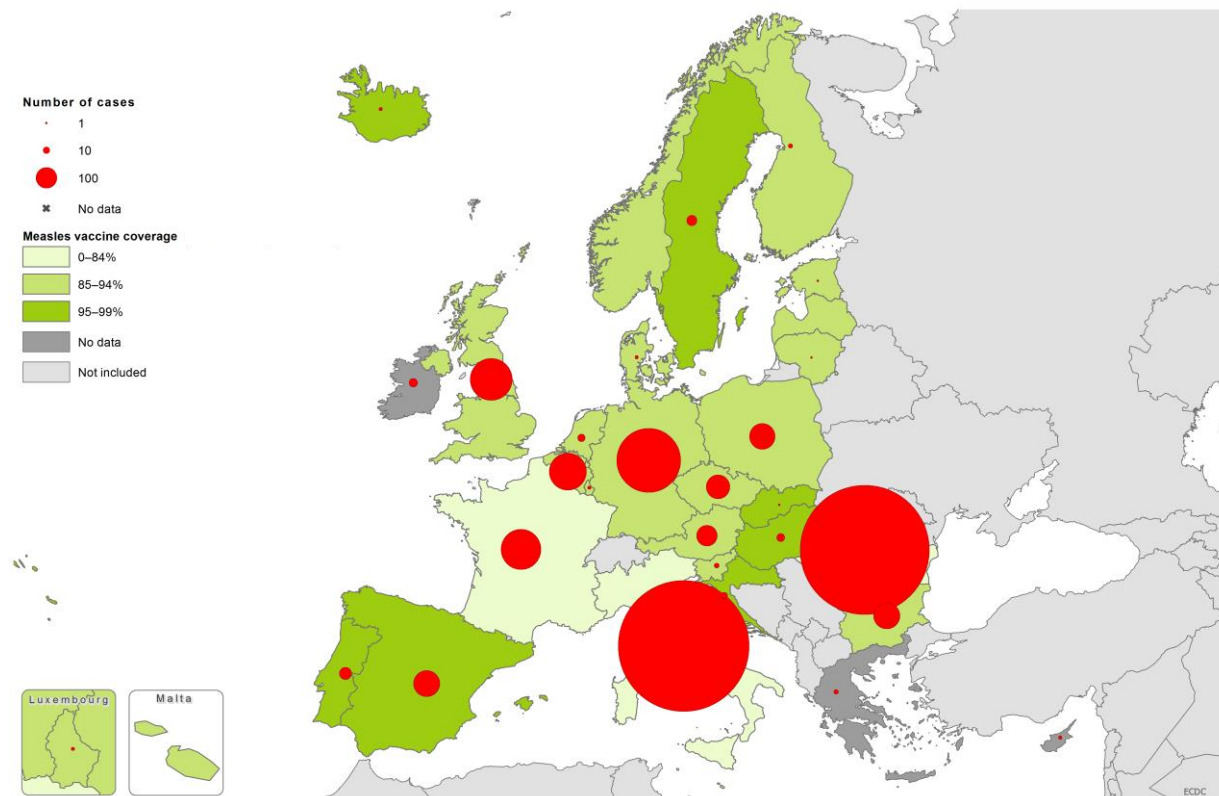 Number of cases
1
10
100
No data
Measles vaccine coverage
0–84%
85–94%
95–99%
No data
Not included
Luxembourg
Malta
ECDC